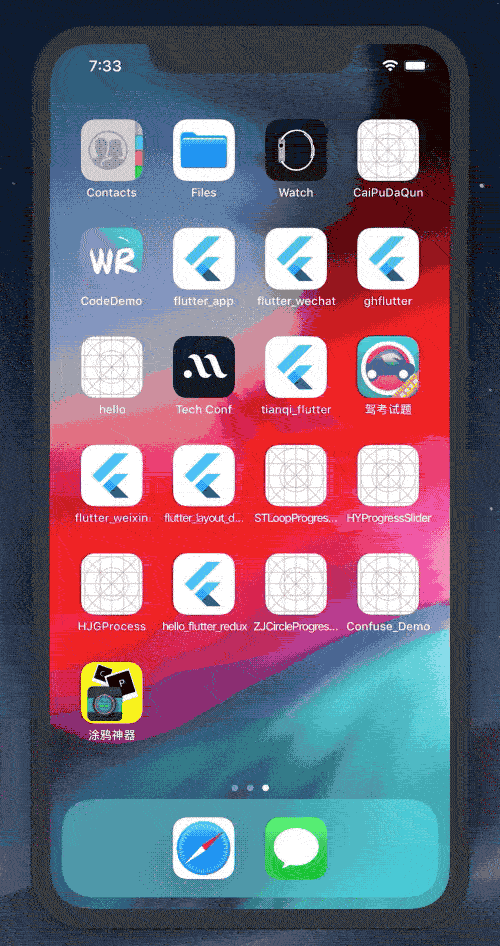 7:33
Contacts
Files
Watch
CaiPuDaQun
WR
CodeDemo
flutter_app
flutter_wechat
ghflutter
hello
Tech Conf
tianqi_flutter
驾考试题
flutter_weixin
flutter_layout_d...
STLoopProgres...
HYProgressSlider
HJGProcess
hello_flutter_redux
ZJCircleProgres...
Confuse_Demo
C
P
涂鸦神器